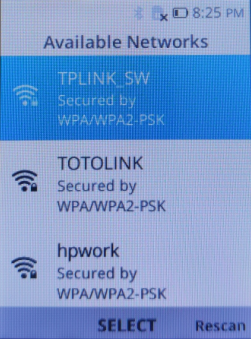 8:25 PM
Available Networks
TPLINK_SW
Secured by
WPA/WPA2-PSK
TOTOLINK
Secured by
WPA/WPA2-PSK
hpwork
Secured by
WPA/WPA2-PSK
SELECT Rescan